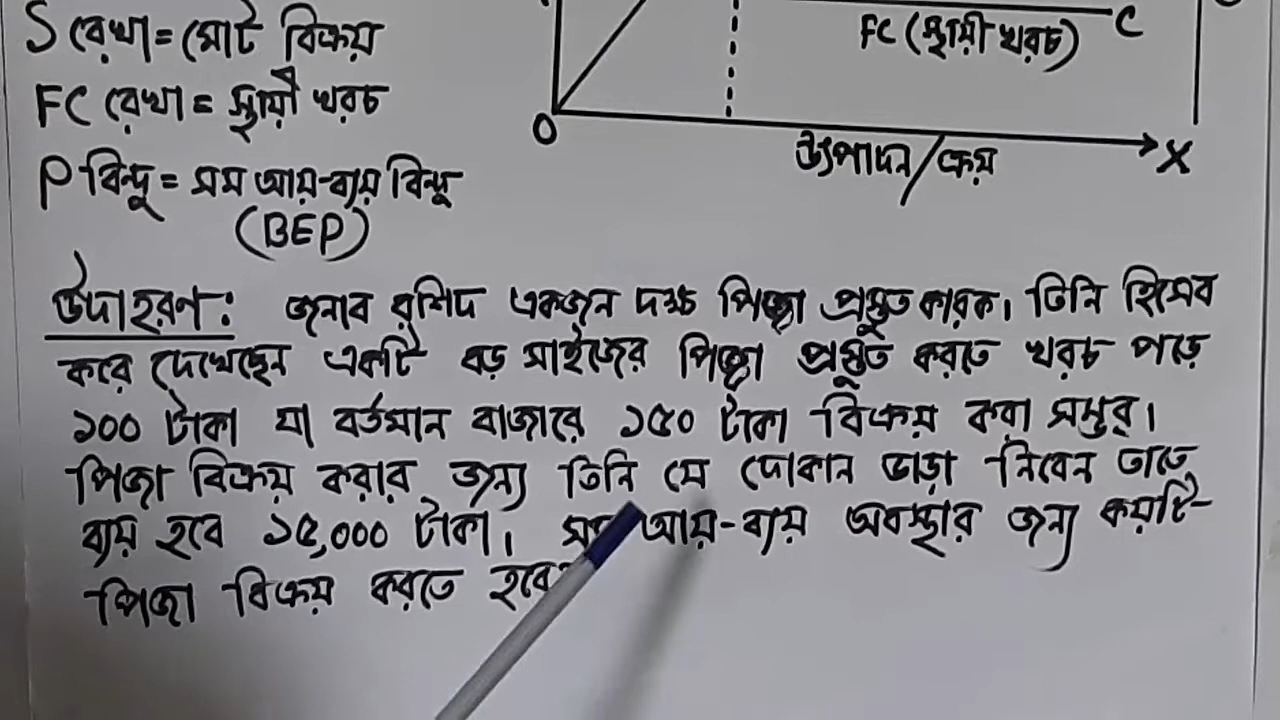 S রেখা = মোট বিক্রয়
FC রেখা = স্থায়ী খরচ
P বিন্দু = সম আয়-ব্যয় বিন্দু
(BEP)
C
FC (স্থায়ী খরচ)
O
উৎপাদন/ক্রয়
X
উদাহরণ: জনাব রশিদ একজন দক্ষ পিজ্জা প্রস্তুত কারক। তিনি হিসেব
করে দেখেছেন একটি বড় সাইজের পিজ্জা প্রস্তুত করতে খরচ পড়ে
১০০ টাকা যা বর্তমান বাজারে ১৫০ টাকা বিক্রয় করা সম্ভব।
পিজা বিক্রয় করার জন্য তিনি যে দোকান ভাড়া নিবেন তাতে
ব্যয় হবে ১৫,০০০ টাকা। আয়-ব্যয় অবস্থার জন্য কয়টি-
পিজা বিক্রয় করতে হবে